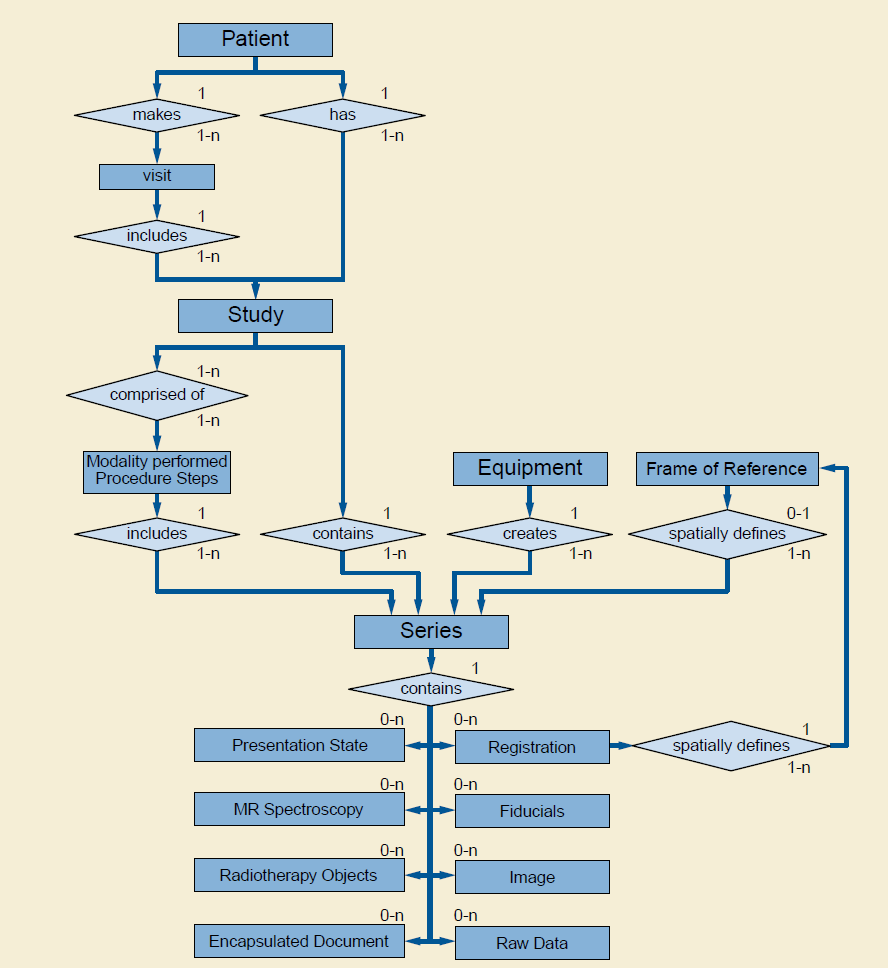 Patient
1
1
makes
has
1-n
1-n
visit
1
includes
1-n
Study
1-n
comprised of
1-n
Modality performed
Procedure Steps
Equipment
Frame of Reference
1
1
1
0-1
includes
contains
creates
spatially defines
1-n
1-n
1-n
1-n
Series
1
contains
0-n
0-n
1
Presentation State
Registration
spatially defines
1-n
0-n
0-n
MR Spectroscopy
Fiducials
0-n
0-n
Radiotherapy Objects
Image
0-n
0-n
Encapsulated Document
Raw Data